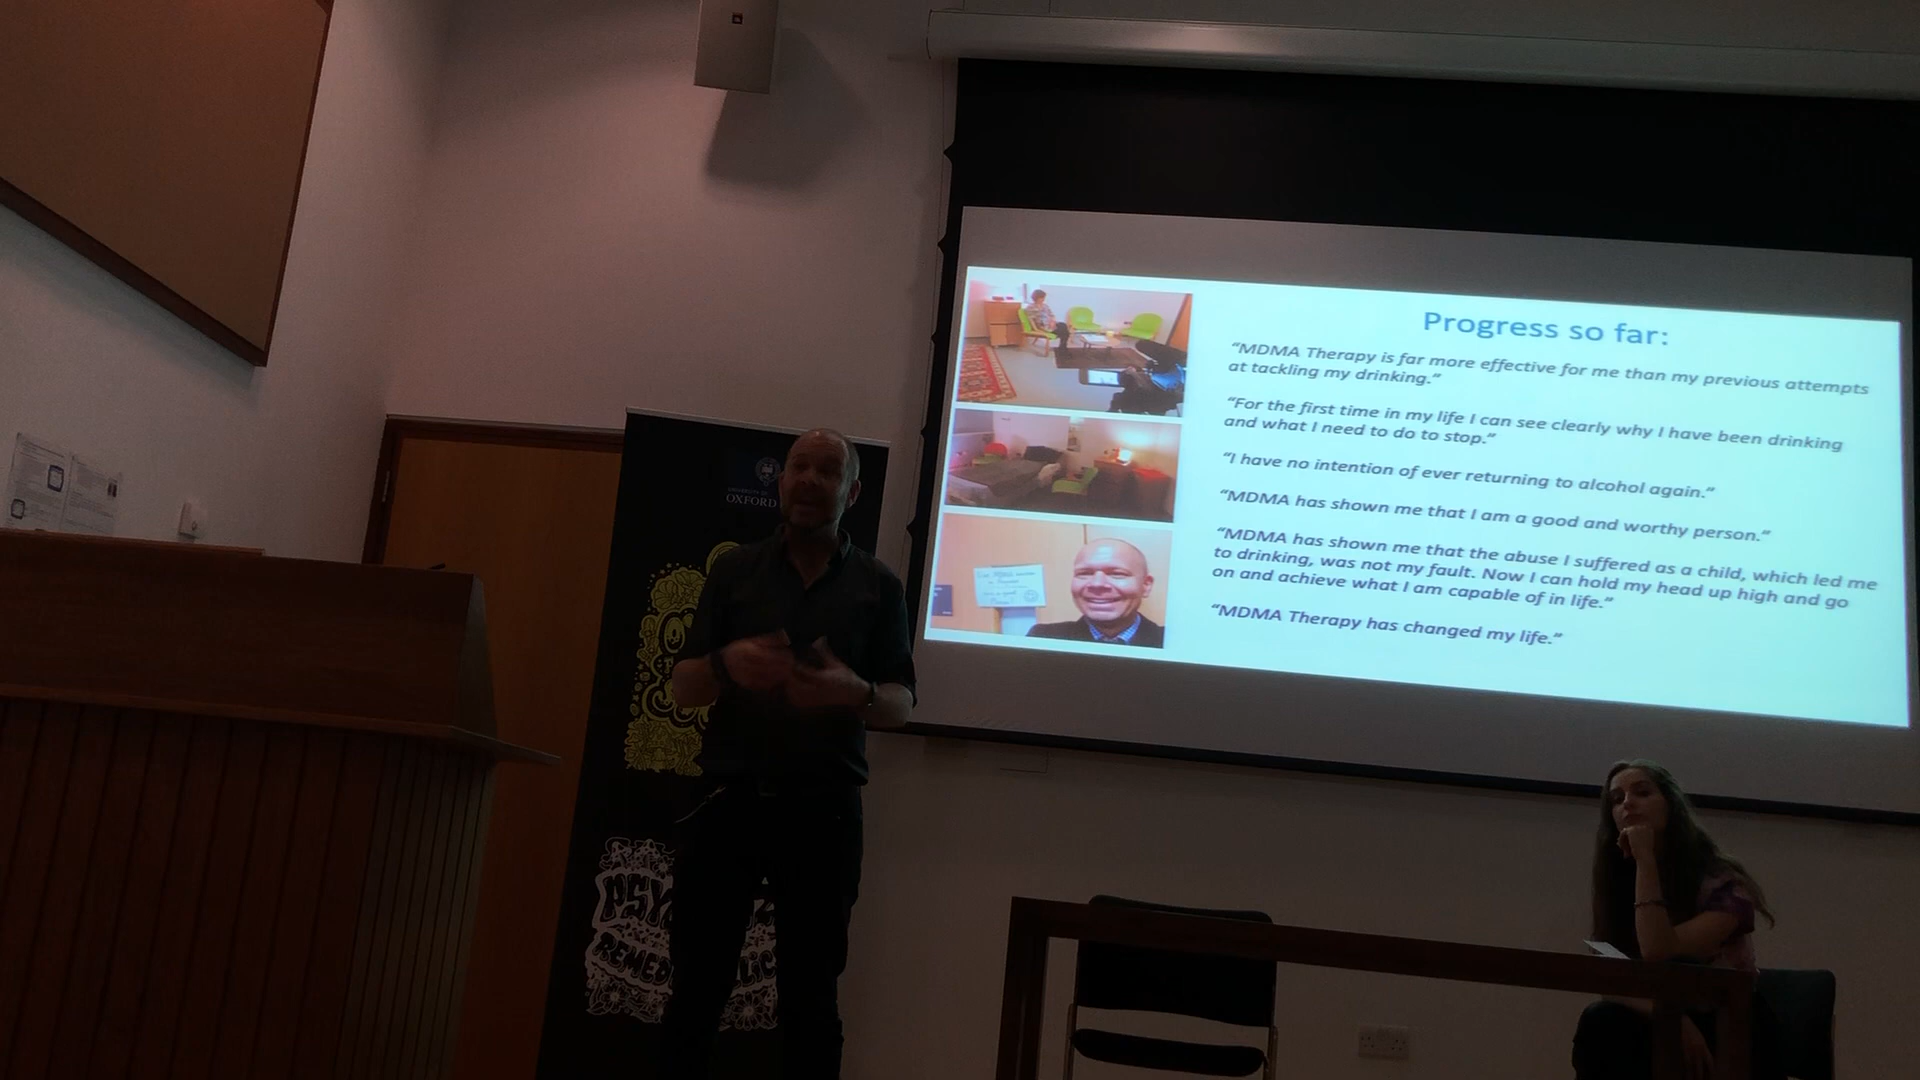 Progress so far:
“MDMA Therapy is far more effective for me than my previous attempts
at tackling my drinking.”
“For the first time in my life I can see clearly why I have been drinking
and what I need to do to stop.”
“I have no intention of ever returning to alcohol again.”
“MDMA has shown me that I am a good and worthy person.”
“MDMA has shown me that the abuse I suffered as a child, which led me
to drinking, was not my fault. Now I can hold my head up high and go
on and achieve what I am capable of in life.”
“MDMA Therapy has changed my life.”
UNIVERSITY OF
OXFORD